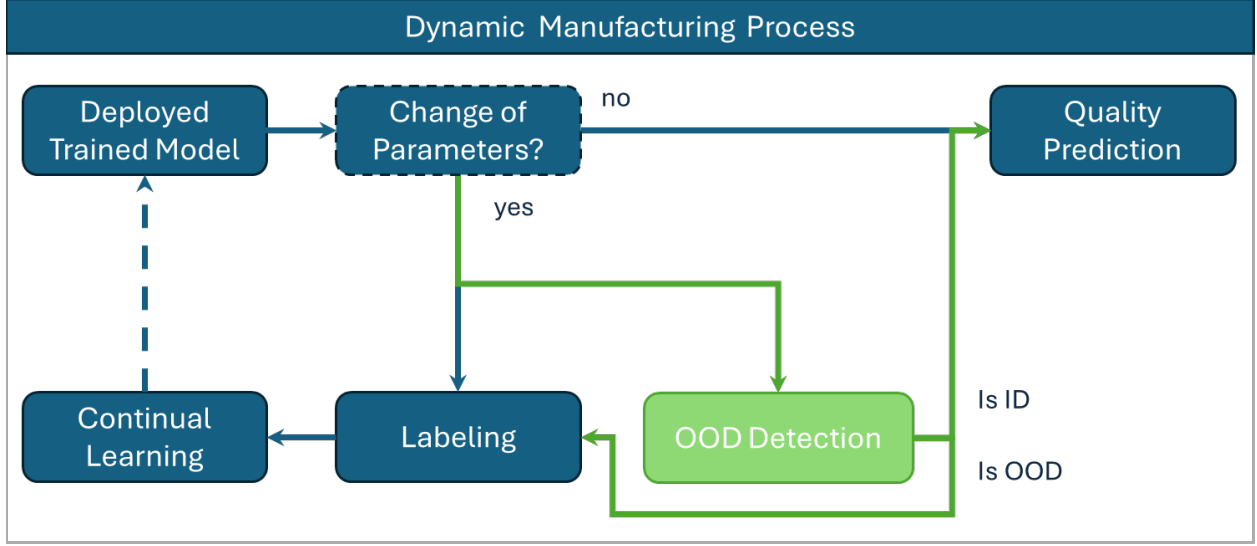 Dynamic Manufacturing Process
Deployed
Trained Model
Change of
Parameters?
no
Quality
Prediction
yes
Continual
Learning
Labeling
OOD Detection
Is ID
Is OOD